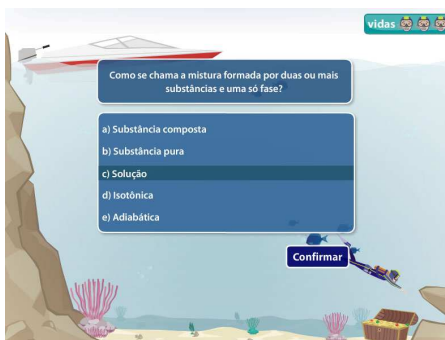 vidas
Como se chama a mistura formada por duas ou mais
substâncias e uma só fase?
a) Substância composta
b) Substância pura
c) Solução
d) Isotônica
e) Adiabática
Confirmar